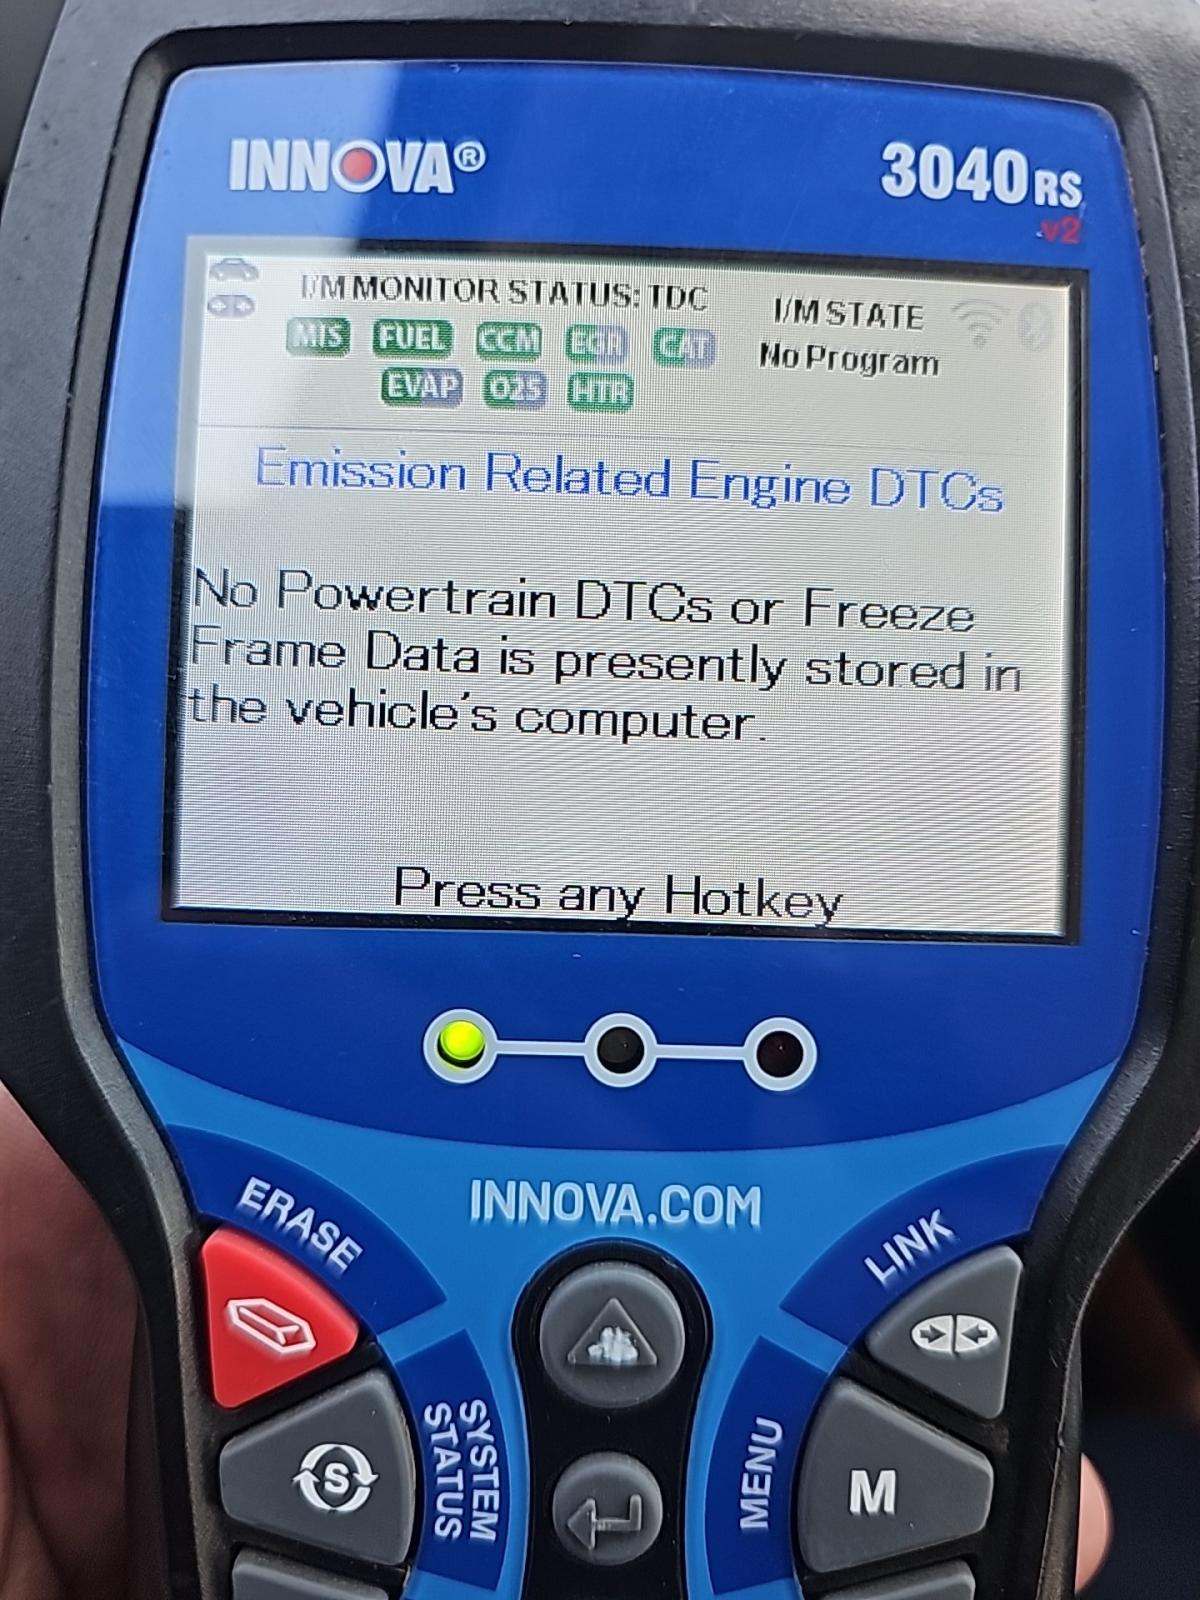 INNOVA® 3040RS
v2
I/M MONITOR STATUS: TDC I/M STATE
MIS FUEL CCM EGR CAT No Program
EVAP O2S HTR
Emission Related Engine DTCs
No Powertrain DTCs or Freeze
Frame Data is presently stored in
the vehicle's computer.
Press any Hotkey
INNOVA.COM
ERASE
LINK
S
SYSTEM
STATUS
MENU
M